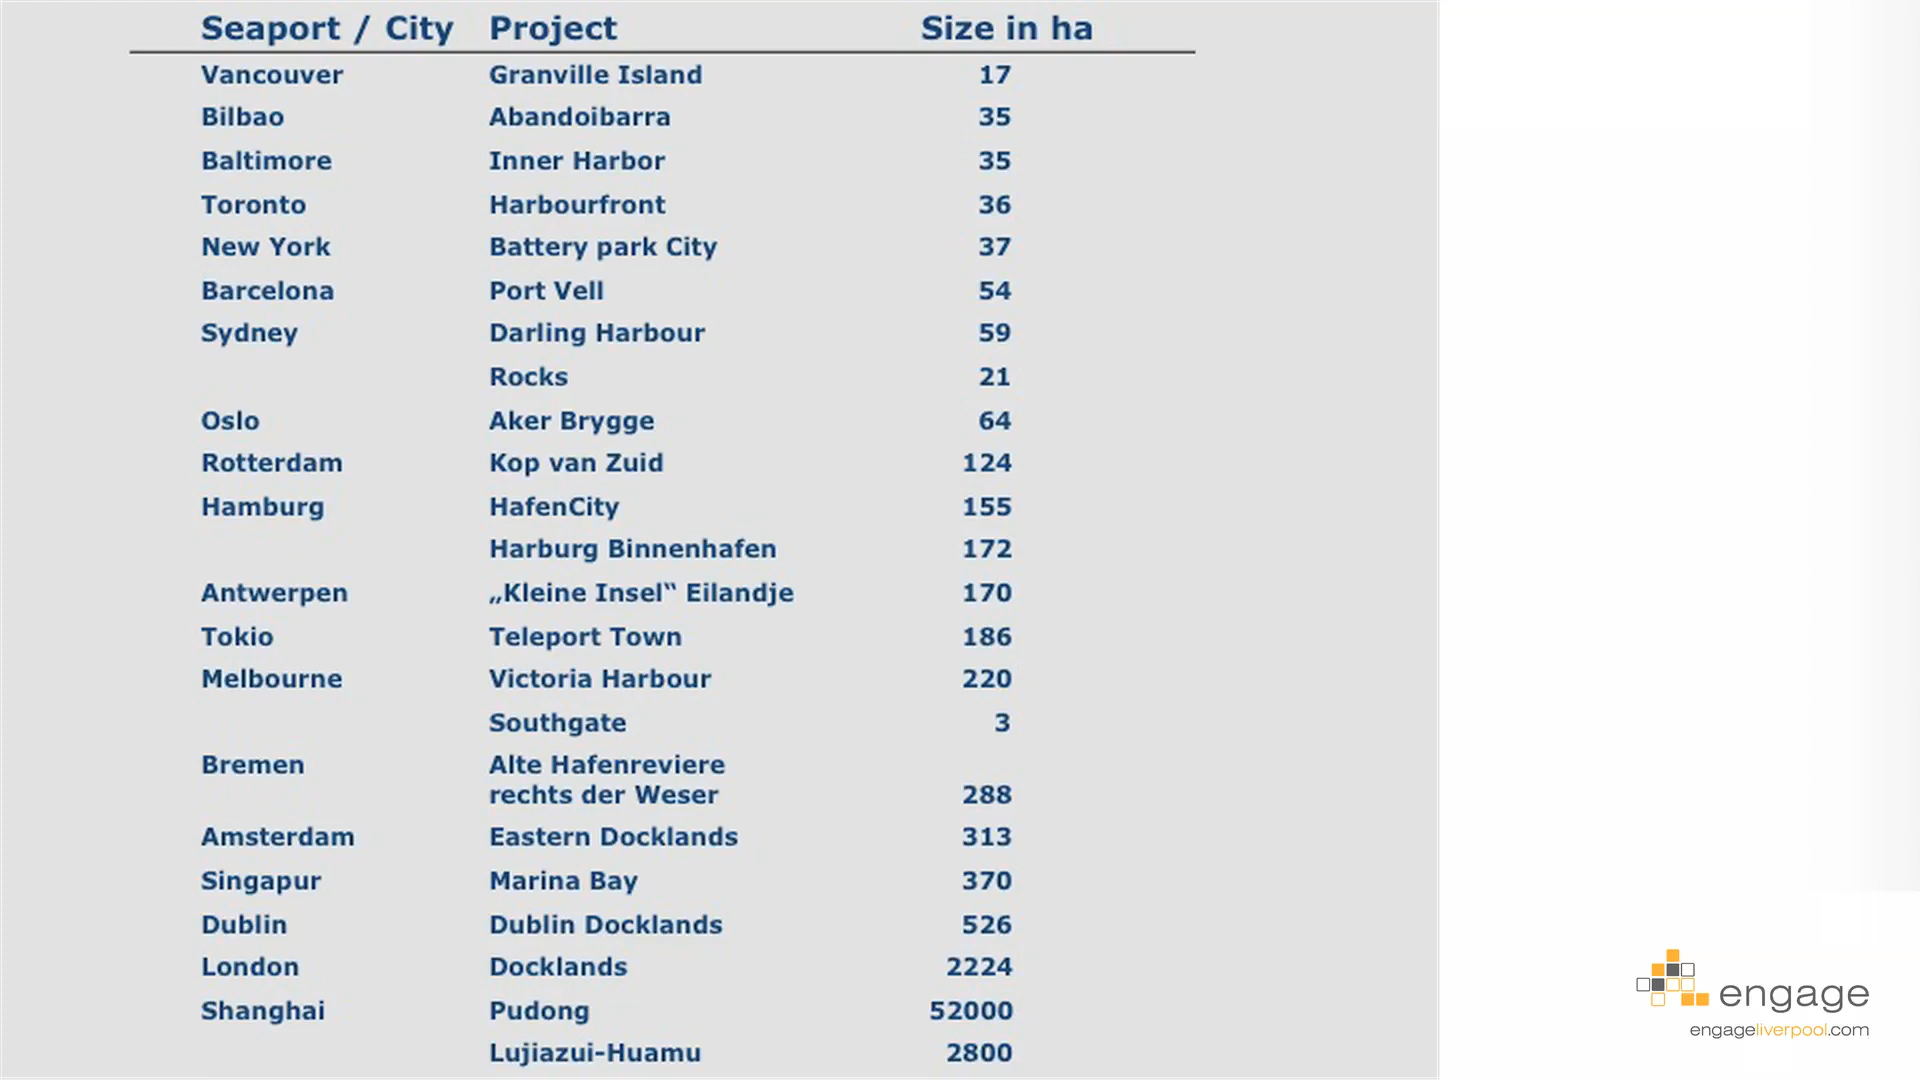 Seaport / City Project Size in ha
Vancouver Granville Island 17
Bilbao Abandoibarra 35
Baltimore Inner Harbor 35
Toronto Harbourfront 36
New York Battery park City 37
Barcelona Port Vell 54
Sydney Darling Harbour 59
Rocks 21
Oslo Aker Brygge 64
Rotterdam Kop van Zuid 124
Hamburg HafenCity 155
Harburg Binnenhafen 172
Antwerpen „Kleine Insel“ Eilandje 170
Tokio Teleport Town 186
Melbourne Victoria Harbour 220
Southgate 3
Bremen Alte Hafenreviere
rechts der Weser 288
Amsterdam Eastern Docklands 313
Singapur Marina Bay 370
Dublin Dublin Docklands 526
London Docklands 2224
Shanghai Pudong 52000
Lujiazui-Huamu 2800
engage
engageliverpool.com